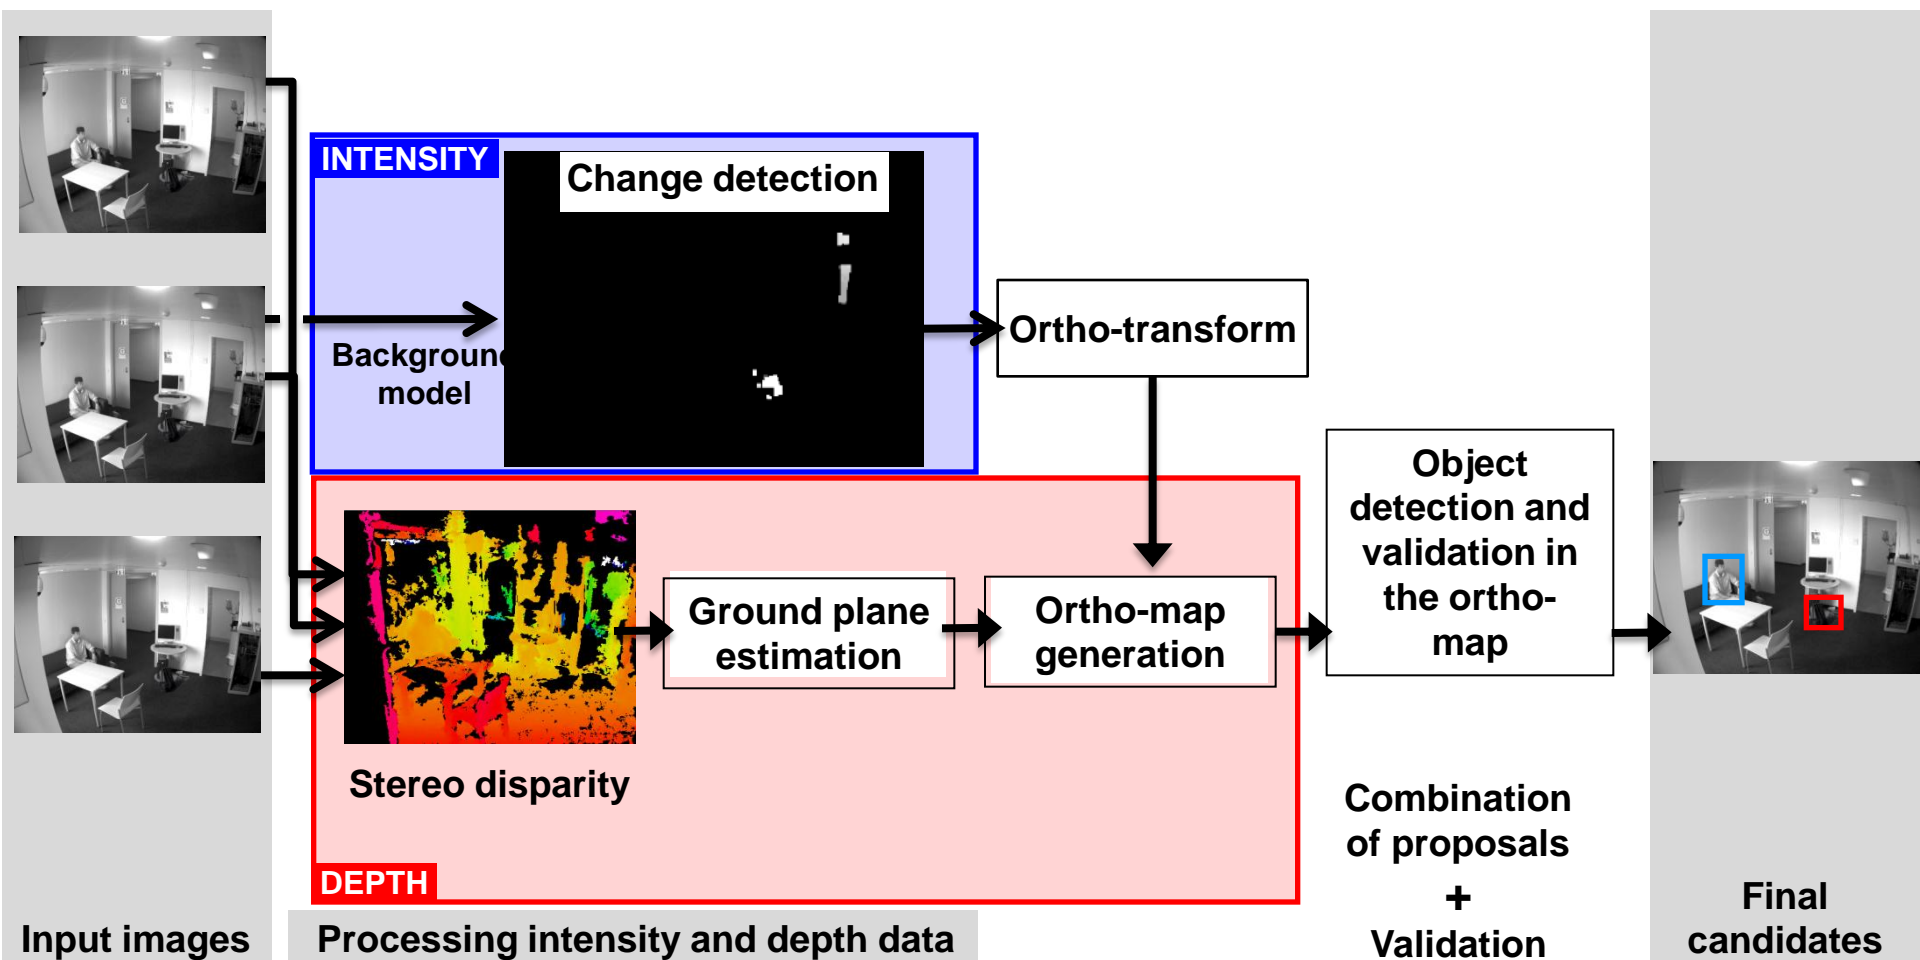 INTENSITY
Change detection
Background
model
Ortho-transform
Object
detection and
validation in
the ortho-
map
Ground plane
estimation
Ortho-map
generation
Stereo disparity
DEPTH
Combination
of proposals
+
Validation
Final
candidates
Input images
Processing intensity and depth data